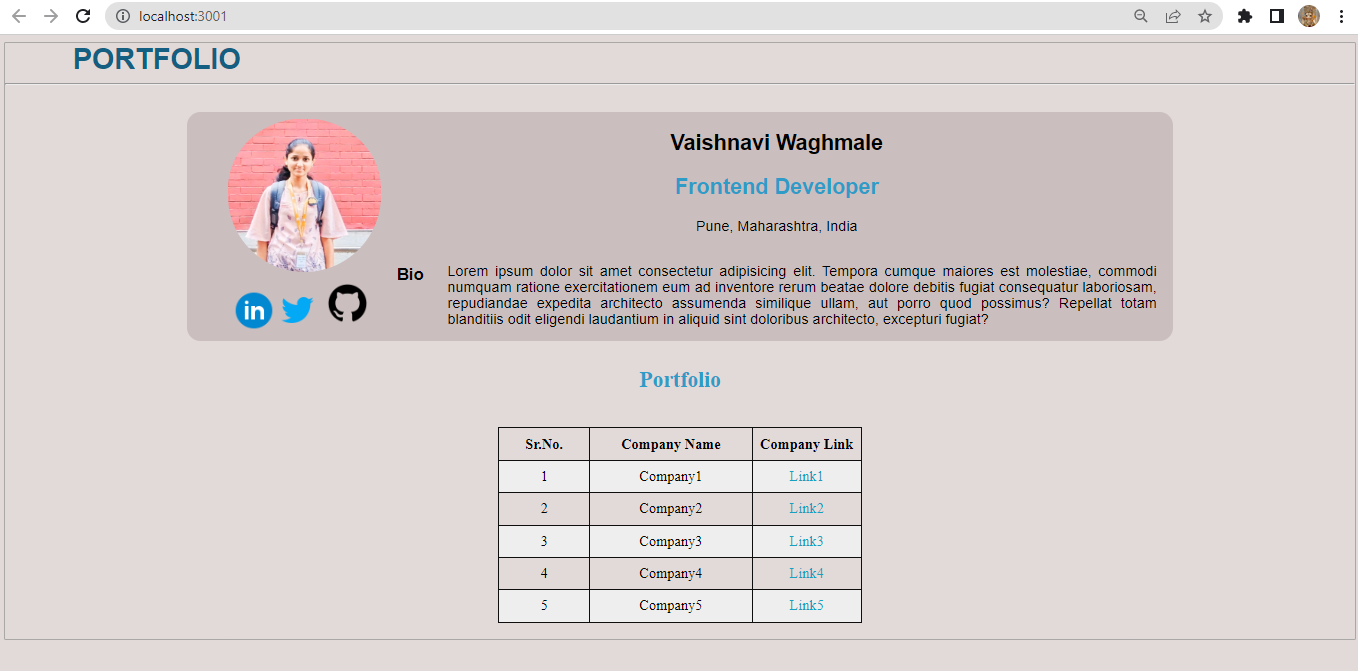 localhost:3001
PORTFOLIO
Vaishnavi Waghmale
Frontend Developer
Pune, Maharashtra, India
Bio
Lorem ipsum dolor sit amet consectetur adipisicing elit. Tempora cumque maiores est molestiae, commodi
numquam ratione exercitationem eum ad inventore rerum beatae dolore debitis fugiat consequatur laboriosam,
repudiandae expedita architecto assumenda similique ullam, aut porro quod possimus? Repellat totam
blanditiis odit eligendi laudantium in aliquid sint doloribus architecto, excepturi fugiat?
in
Portfolio
Sr.No. Company Name Company Link
1 Company1 Link1
2 Company2 Link2
3 Company3 Link3
4 Company4 Link4
5 Company5 Link5